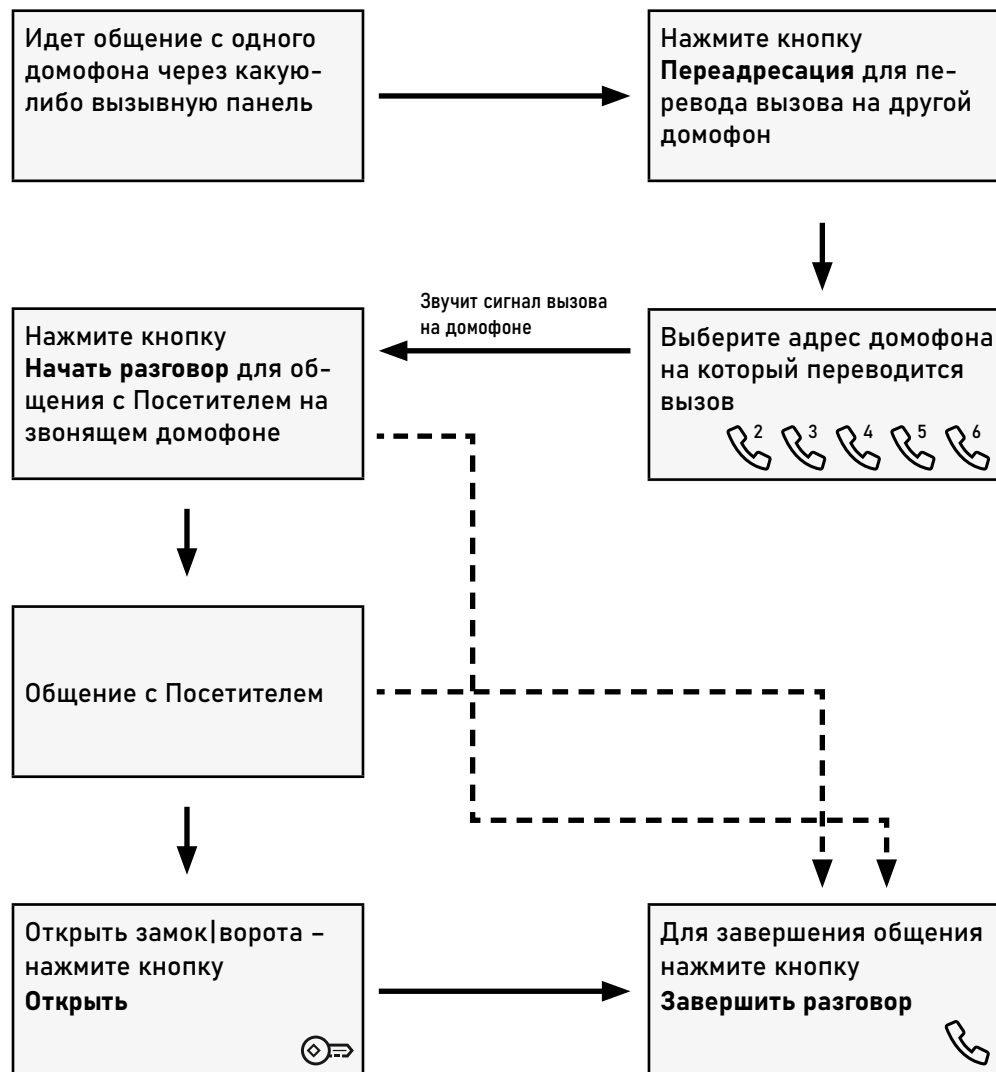 Идет общение с одного
домофона через какую-
либо вызывную панель
Нажмите кнопку
Переадресация для пе-
ревода вызова на другой
домофон
Звучит сигнал вызова
на домофоне
Выберите адрес домофона
на который переводится
вызов
2 3 4 5 6
Нажмите кнопку
Начать разговор для об-
щения с Посетителем на
звонящем домофоне
Общение с Посетителем
Открыть замок|ворота –
нажмите кнопку
Открыть
Для завершения общения
нажмите кнопку
Завершить разговор